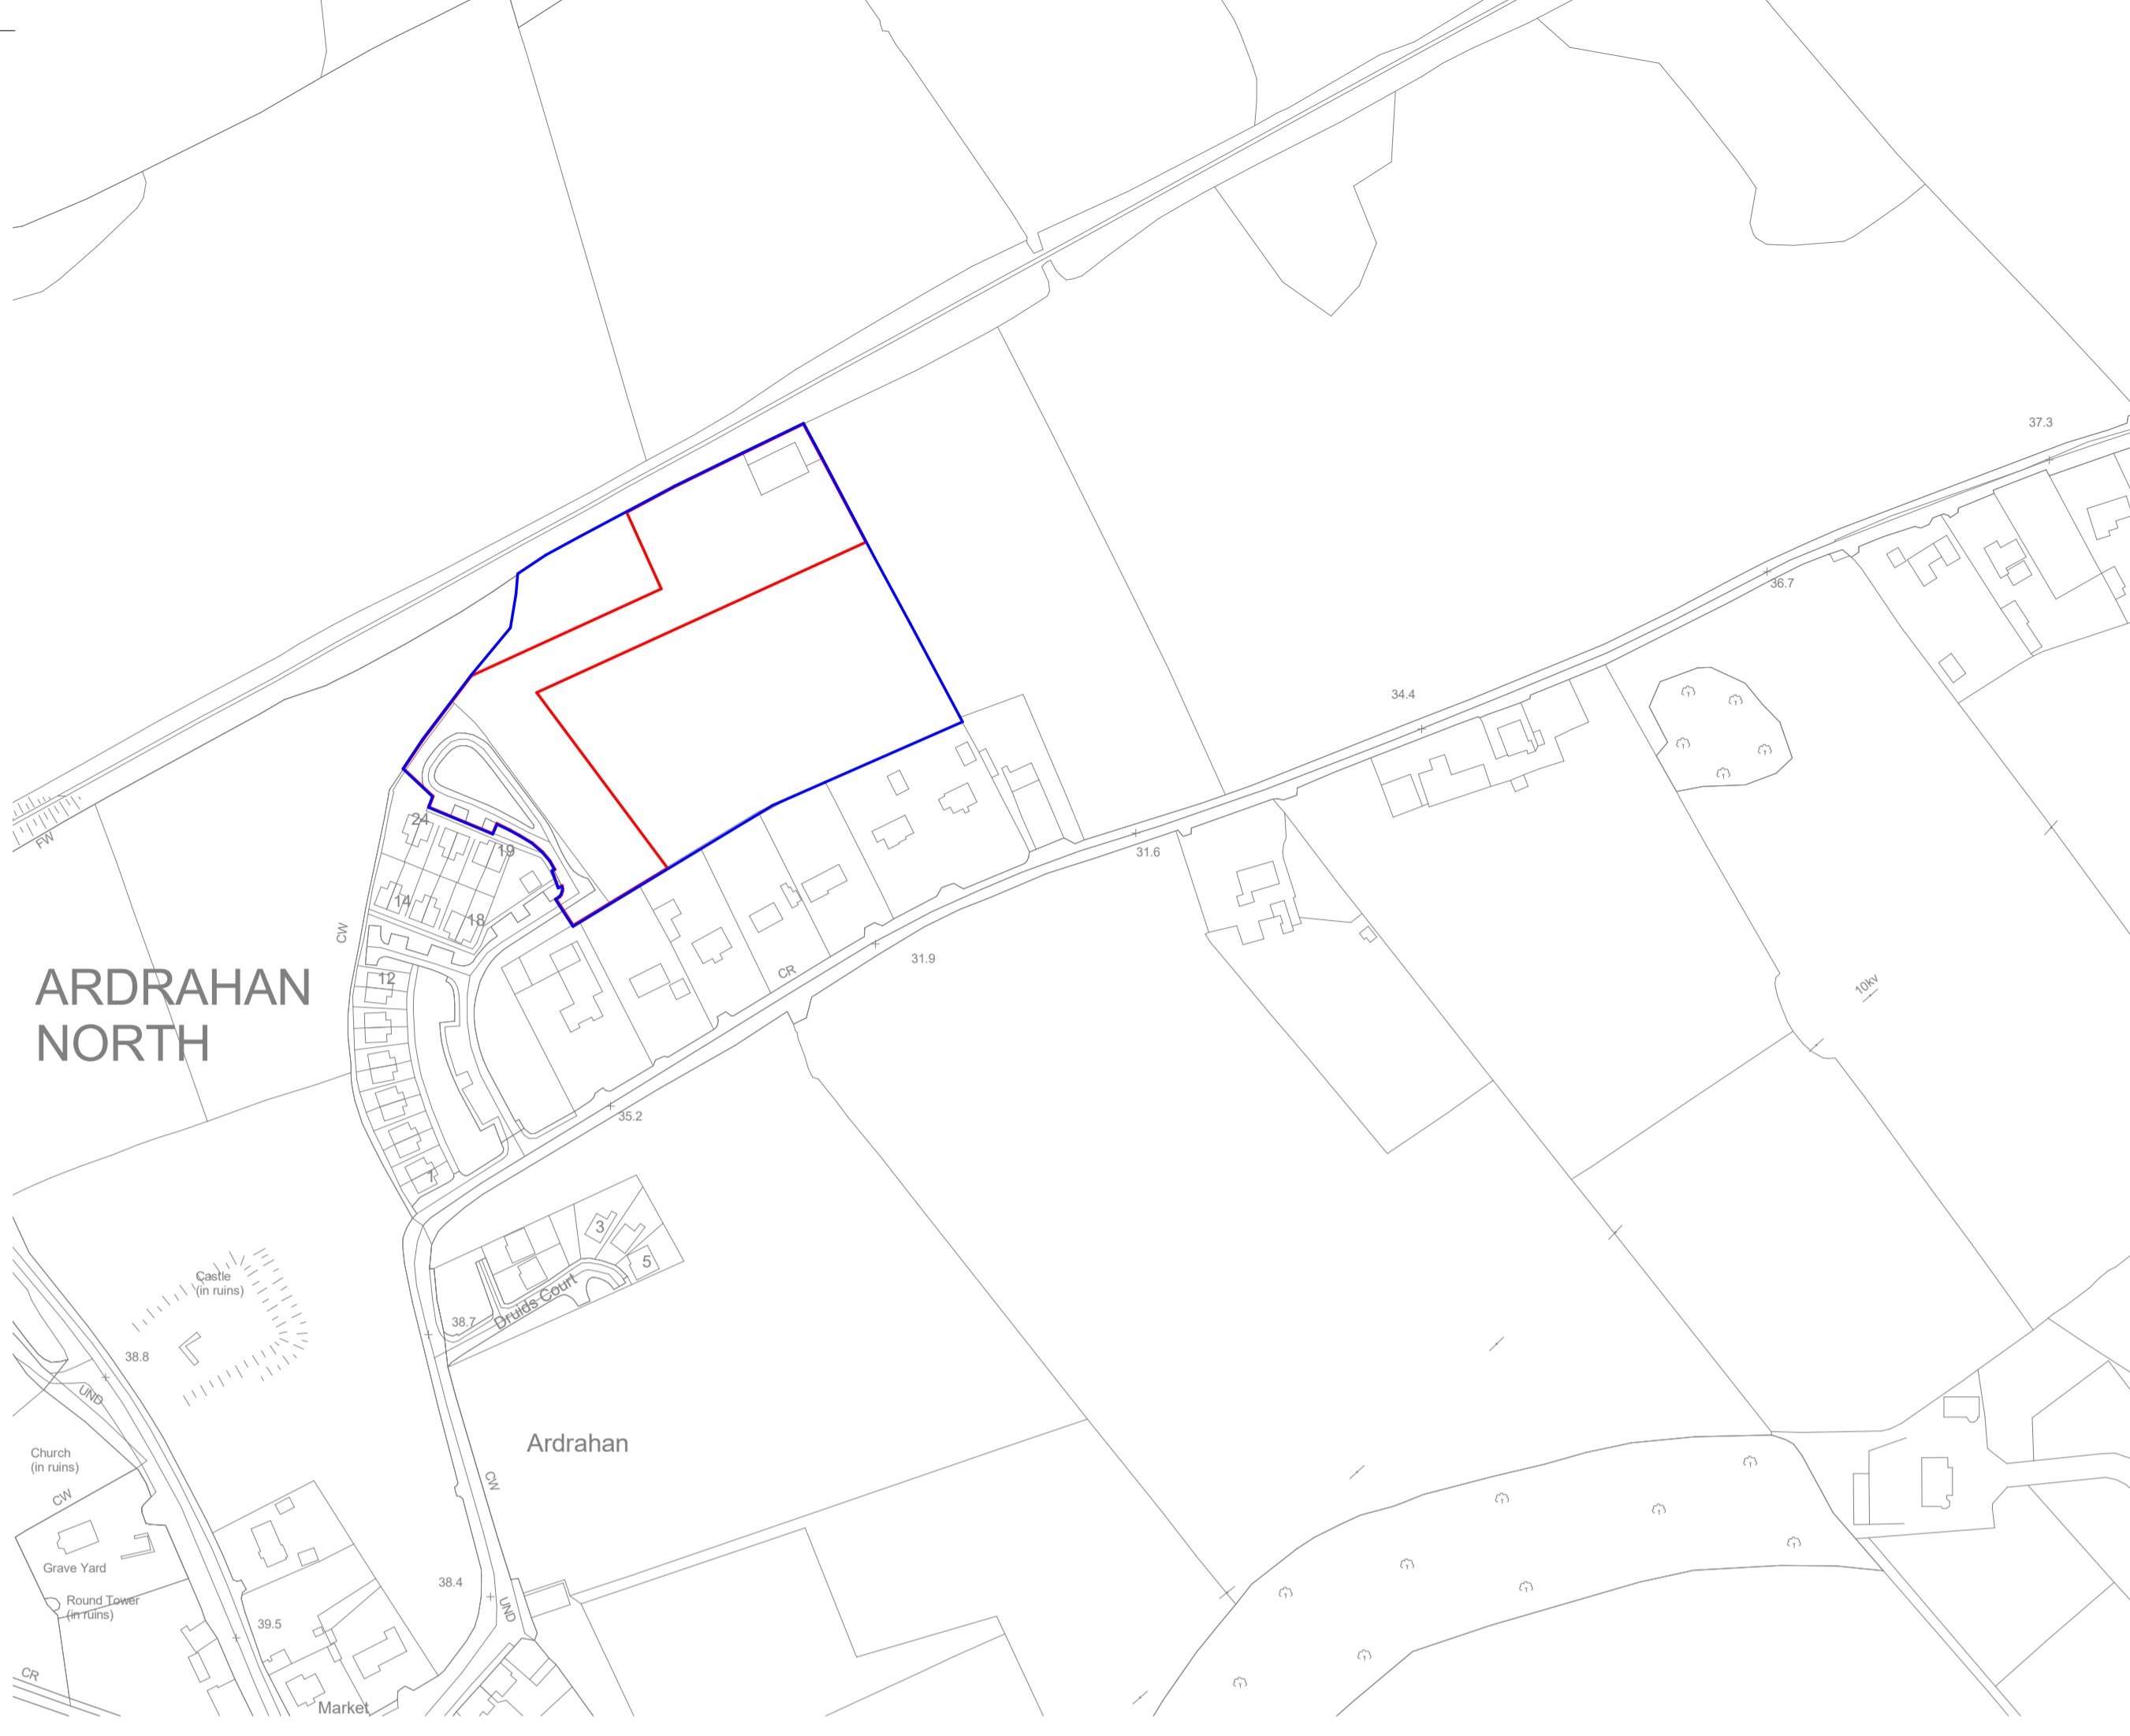 37.3
36.7
34.4
31.6
FW
24
19
14
18
CW
31.9
CR
12
10kv
ARDRAHAN
NORTH
35.2
1
3
5
Castle
(in ruins)
Druids Court
38.7
38.8
UND
Ardrahan
Church
(in ruins)
CW
CW
Grave Yard
38.4
Round Tower
(in ruins)
UND
39.5
CR
Market